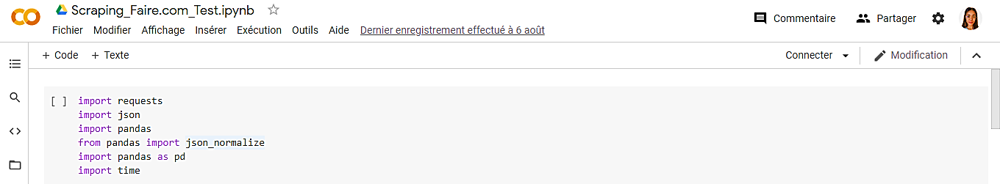 Scraping_Faire.com_Test.ipynb
Commentaire Partager
Fichier Modifier Affichage Insérer Exécution Outils Aide Dernier enregistrement effectué à 6 août
+ Code + Texte Connecter Modification
[ ] import requests
import json
import pandas
from pandas import json_normalize
import pandas as pd
import time